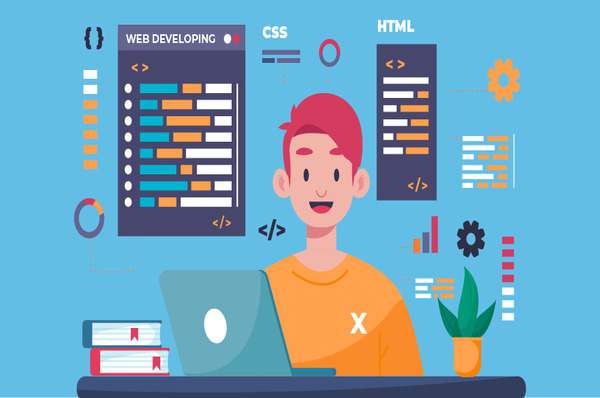 { }
WEB DEVELOPING
CSS
HTML
< >
< >
</>
</>
</>
X